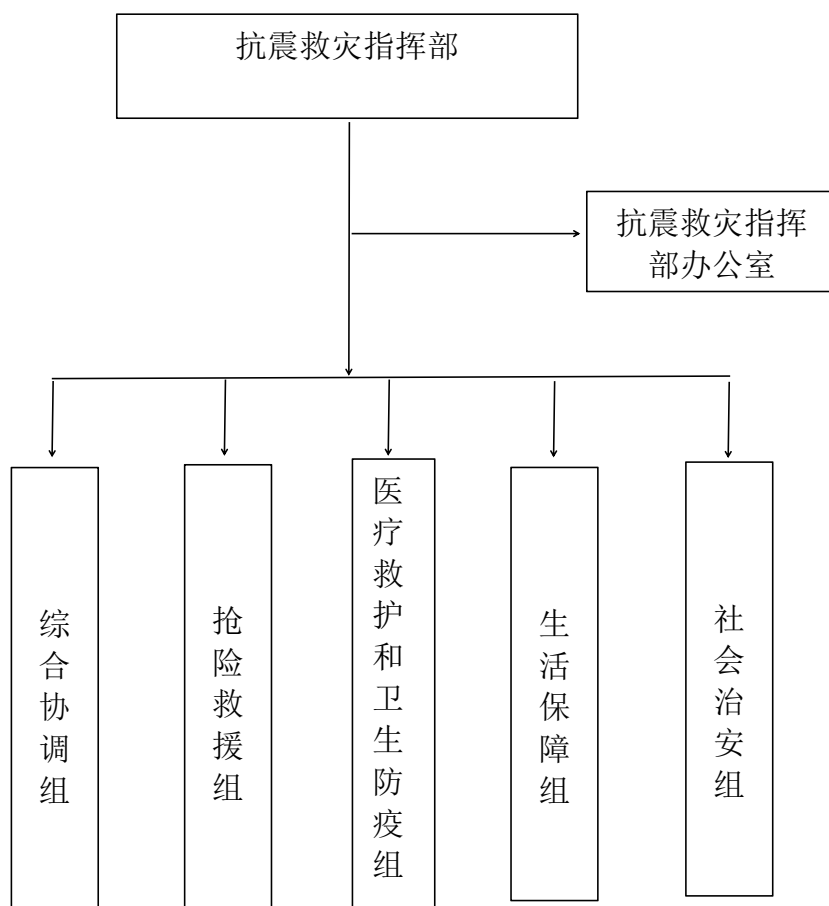 抗震救灾指挥部
抗震救灾指挥
部办公室
综合协调组
抢险救援组
医疗救护和卫生防疫组
生活保障组
社会治安组